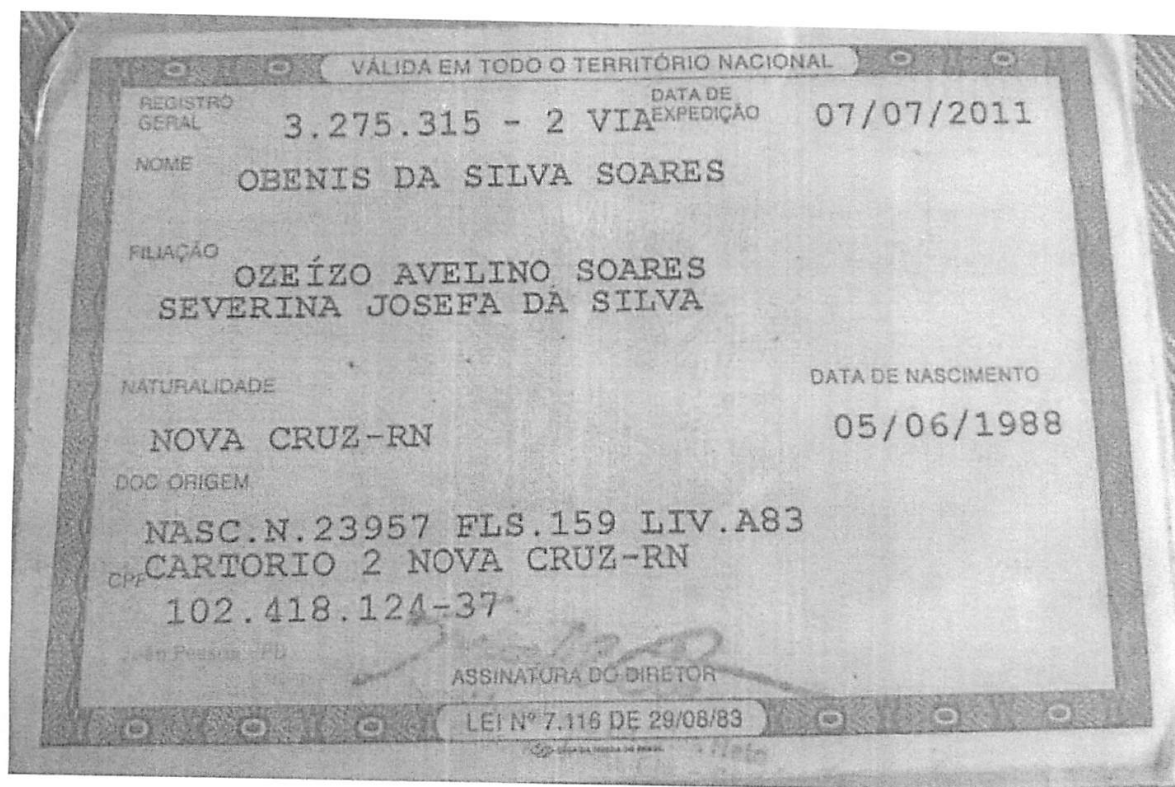 VÁLIDA EM TODO O TERRITÓRIO NACIONAL
REGISTRO GERAL 3.275.315 - 2 VIA DATA DE EXPEDIÇÃO 07/07/2011
NOME OBENIS DA SILVA SOARES
FILIAÇÃO
OZEÍZO AVELINO SOARES
SEVERINA JOSEFA DA SILVA
NATURALIDADE DATA DE NASCIMENTO
NOVA CRUZ-RN 05/06/1988
DOC ORIGEM
NASC.N.23957 FLS.159 LIV.A83
CARTORIO 2 NOVA CRUZ-RN
CPF
102.418.124-37
João Pessoa
ASSINATURA DO DIRETOR
LEI Nº 7.116 DE 29/08/83